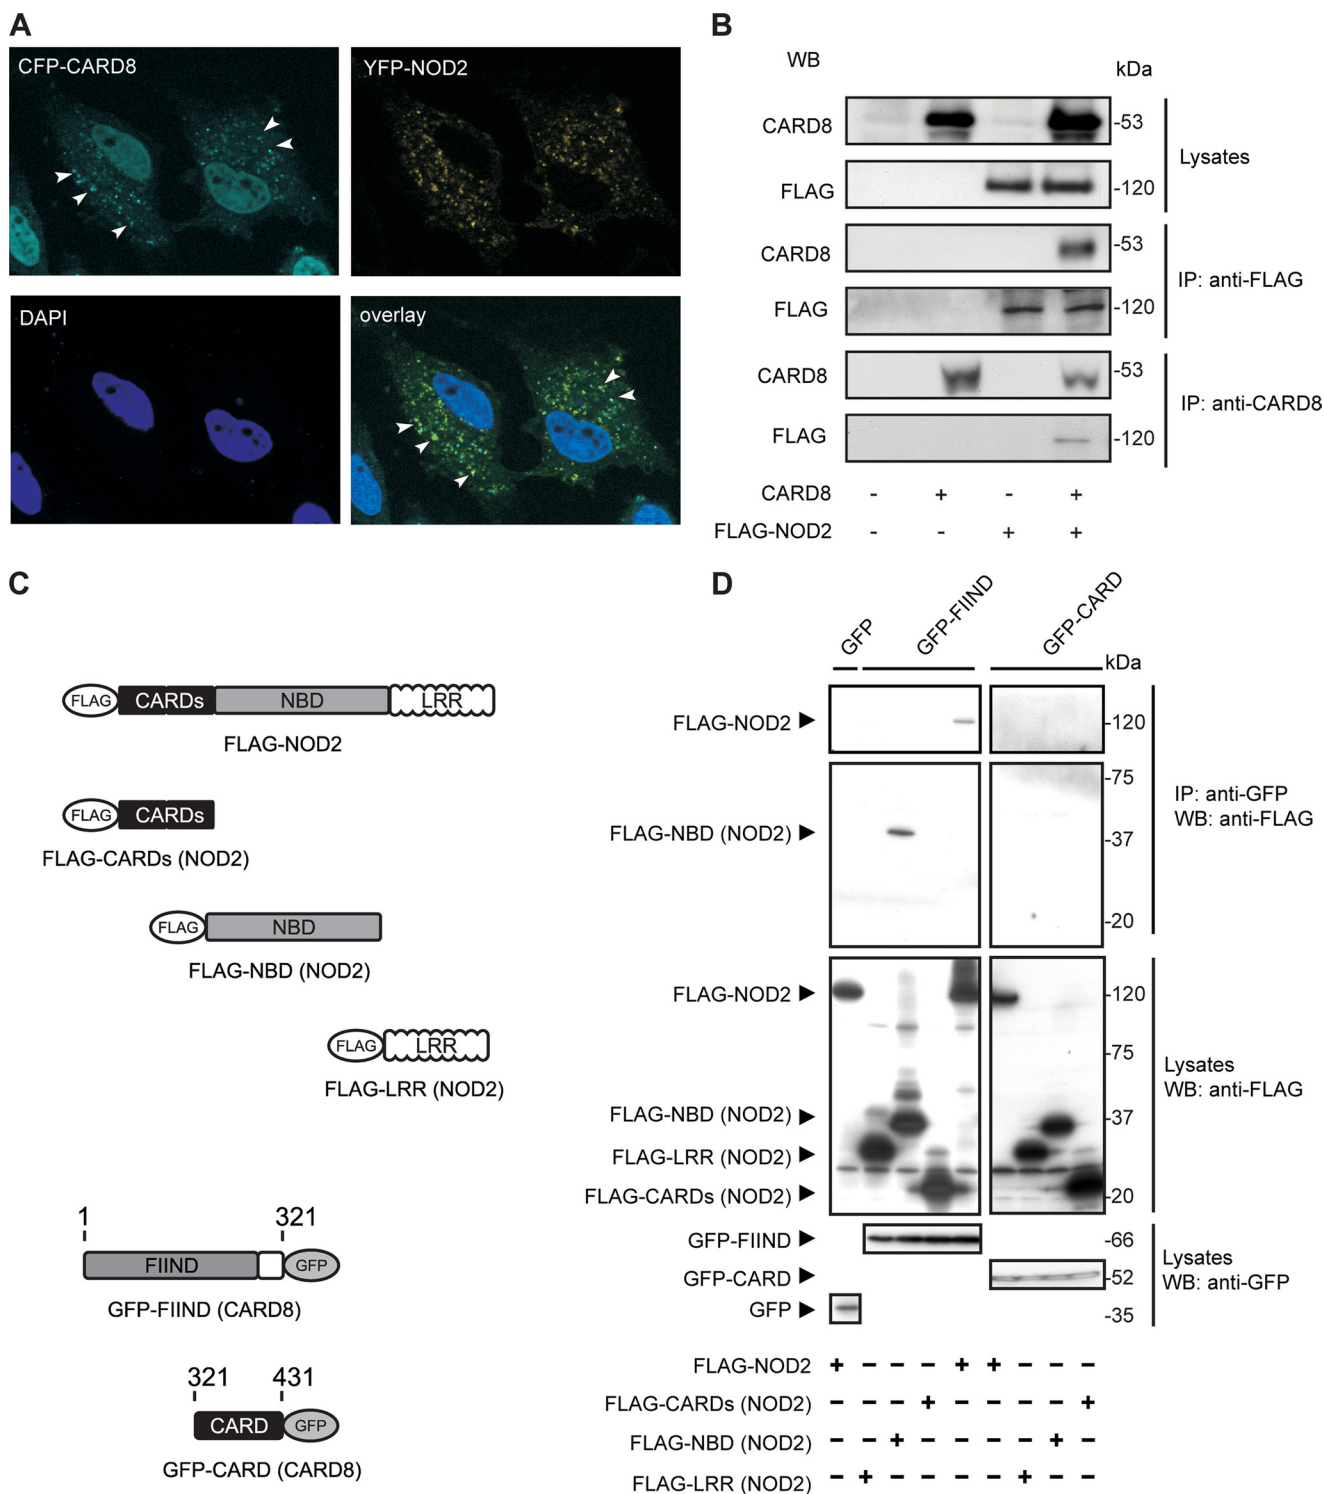 A
CFP-CARD8
YFP-NOD2
DAPI
overlay
B
WB
kDa
CARD8
-53
FLAG
-120
Lysates
CARD8
-53
FLAG
-120
IP: anti-FLAG
CARD8
-53
FLAG
-120
IP: anti-CARD8
CARD8 - + - +
FLAG-NOD2 - - + +
C
FLAG CARDs NBD LRR
FLAG-NOD2
FLAG CARDs
FLAG-CARDs (NOD2)
FLAG NBD
FLAG-NBD (NOD2)
FLAG LRR
FLAG-LRR (NOD2)
1 321
FIIND GFP
GFP-FIIND (CARD8)
321 431
CARD GFP
GFP-CARD (CARD8)
D
GFP GFP-FIIND GFP-CARD
kDa
FLAG-NOD2
-120
-75
FLAG-NBD (NOD2)
-37
-20
IP: anti-GFP
WB: anti-FLAG
FLAG-NOD2
-120
-75
FLAG-NBD (NOD2)
-37
FLAG-LRR (NOD2)
FLAG-CARDs (NOD2)
-20
Lysates
WB: anti-FLAG
GFP-FIIND
-66
GFP-CARD
-52
GFP
-35
Lysates
WB: anti-GFP
FLAG-NOD2 + - - - + + - - -
FLAG-CARDs (NOD2) - - - + - - - - +
FLAG-NBD (NOD2) - - + - - - - + -
FLAG-LRR (NOD2) - + - - - - + - -